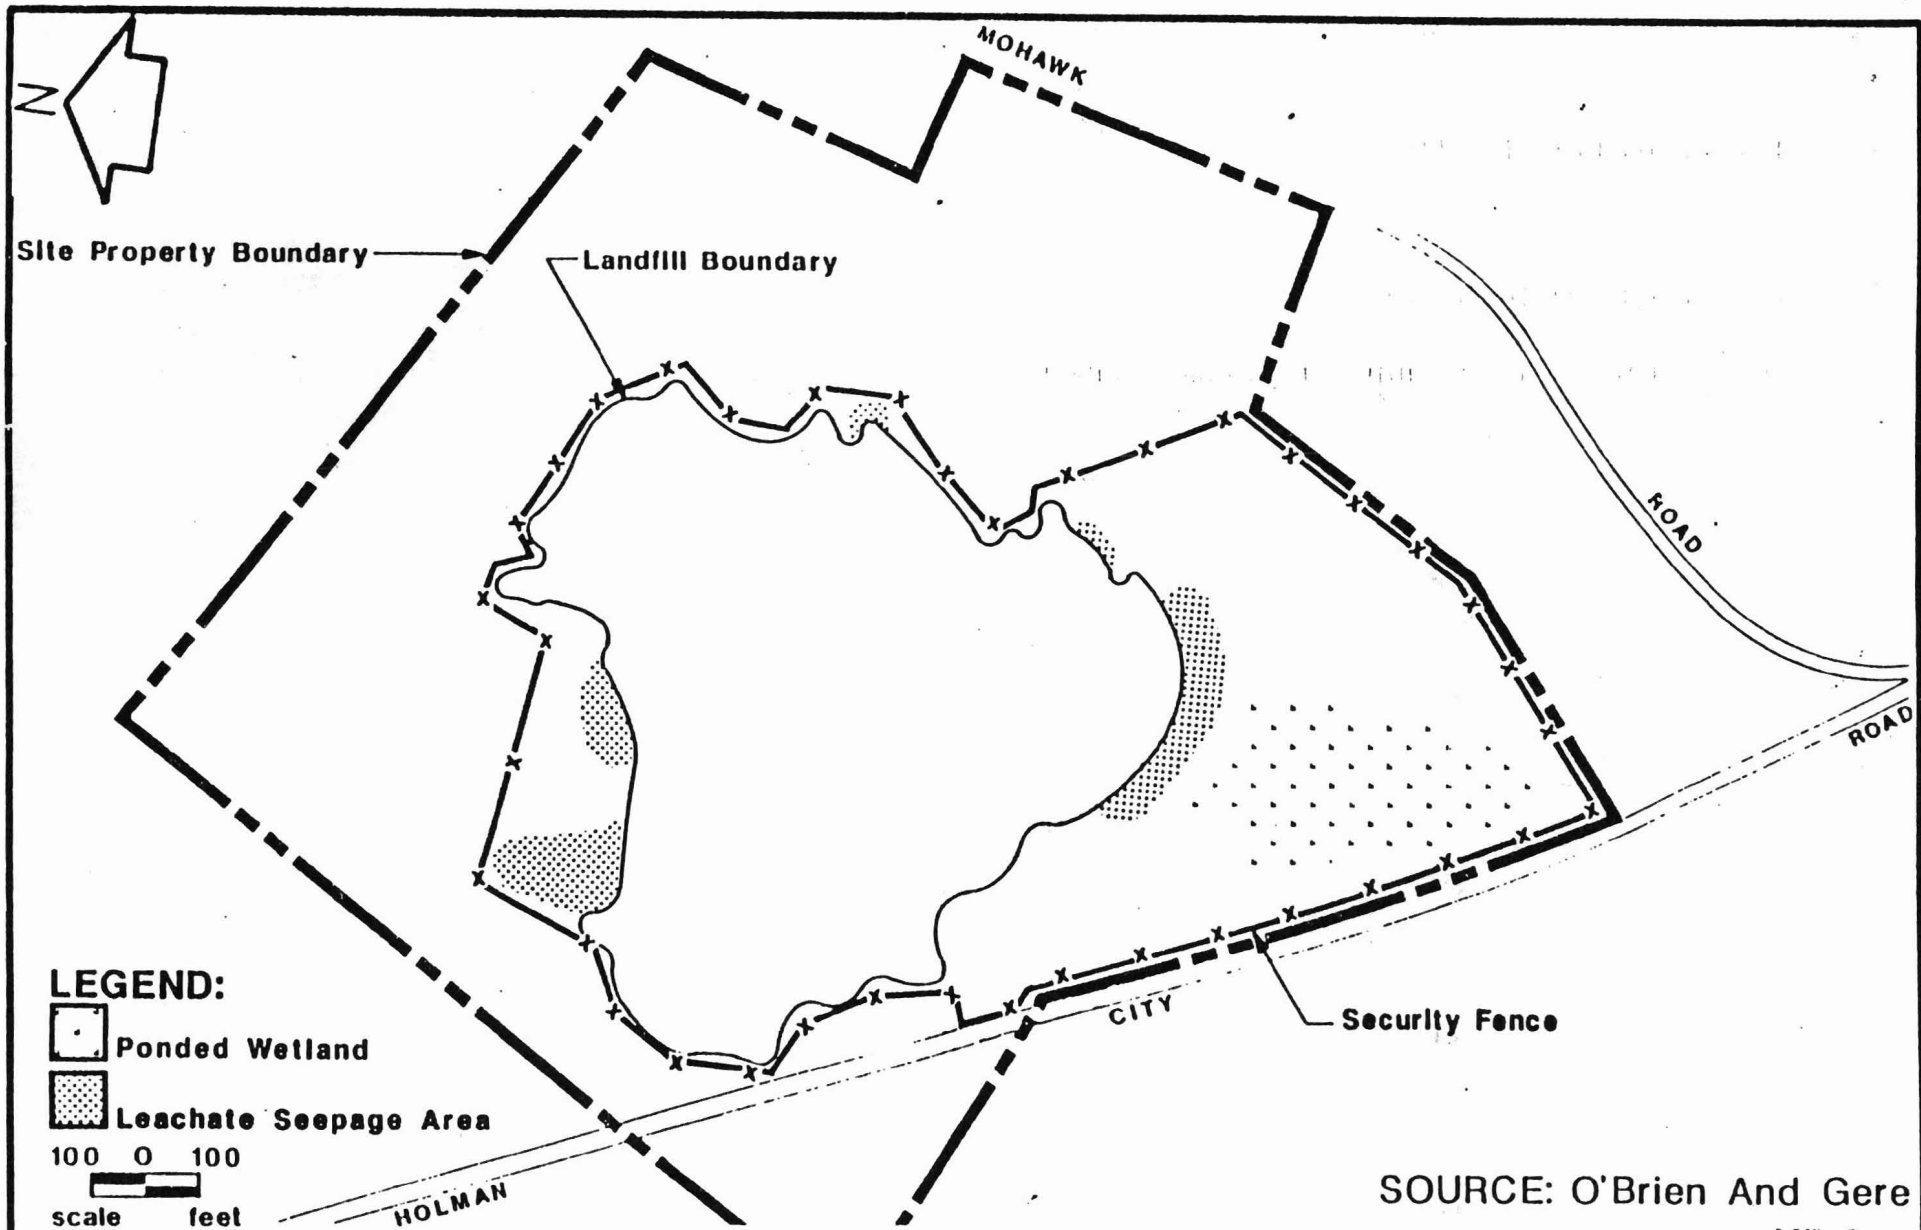 MOHAWK
N
Site Property Boundary
Landfill Boundary
ROAD
ROAD
LEGEND:
Ponded Wetland
Leachate Seepage Area
100 0 100
scale feet
CITY
Security Fence
HOLMAN
SOURCE: O'Brien And Gere